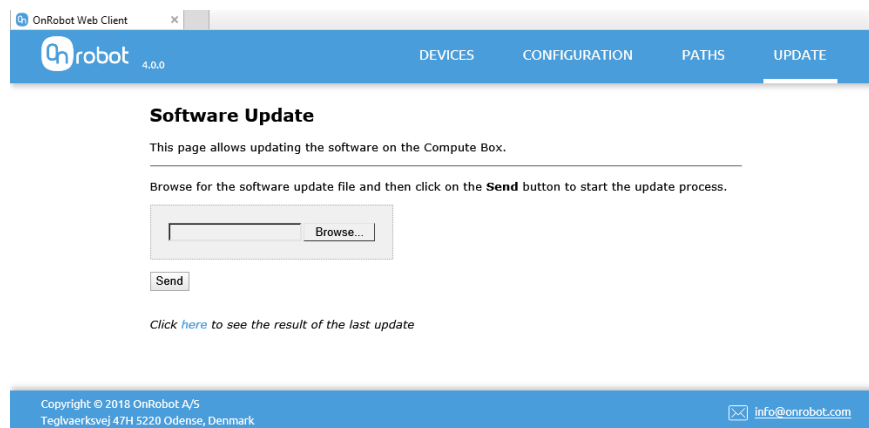 On OnRobot Web Client ×
On robot 4.0.0 DEVICES CONFIGURATION PATHS UPDATE
Software Update
This page allows updating the software on the Compute Box.
Browse for the software update file and then click on the Send button to start the update process.
Browse...
Send
Click here to see the result of the last update
Copyright © 2018 OnRobot A/S
Teglvaerksvej 47H 5220 Odense, Denmark
info@onrobot.com